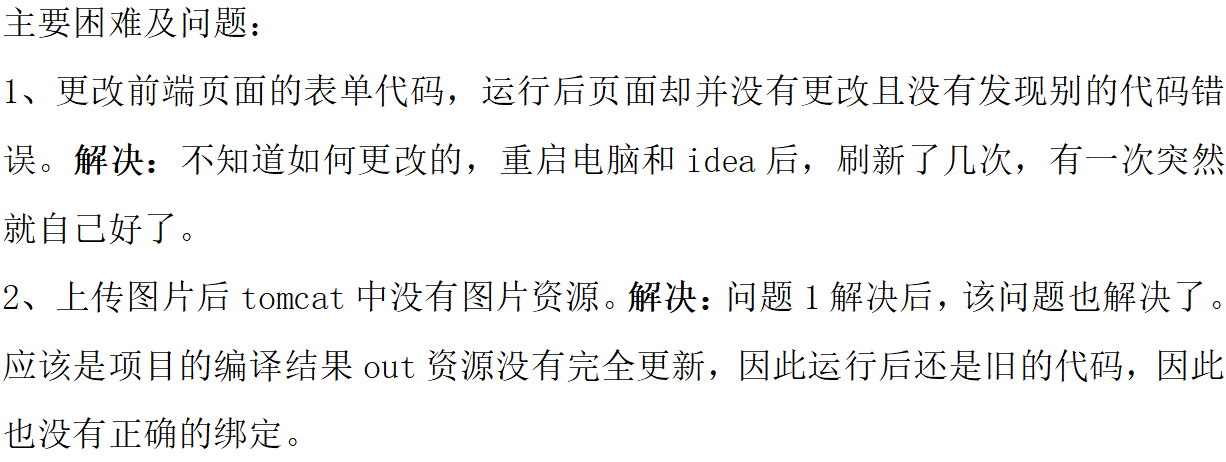 主要困难及问题：
1、更改前端页面的表单代码，运行后页面却并没有更改且没有发现别的代码错
误。解决：不知道如何更改的，重启电脑和 idea 后，刷新了几次，有一次突然
就自己好了。
2、上传图片后 tomcat 中没有图片资源。解决：问题 1 解决后，该问题也解决了。
应该是项目的编译结果 out 资源没有完全更新，因此运行后还是旧的代码，因此
也没有正确的绑定。